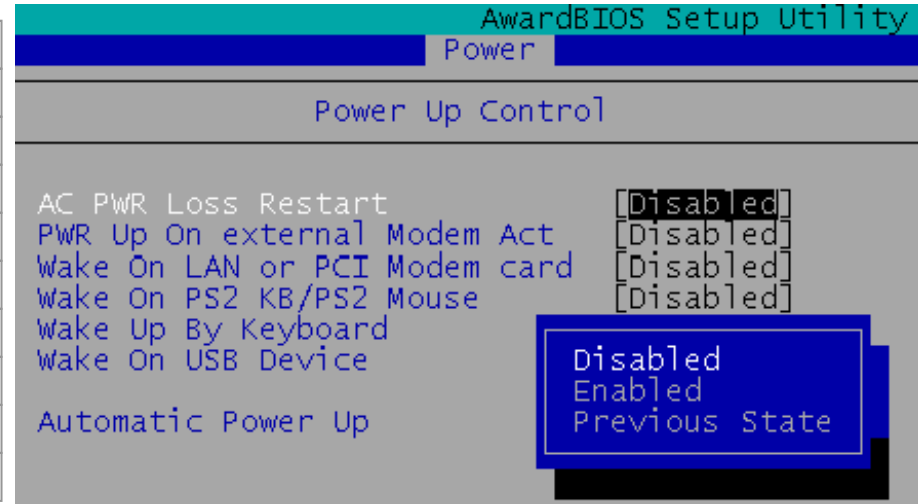 AwardBIOS Setup Utility
Power
Power Up Control
AC PWR Loss Restart [Disabled]
PWR Up On external Modem Act [Disabled]
Wake On LAN or PCI Modem card [Disabled]
Wake On PS2 KB/PS2 Mouse [Disabled]
Wake Up By Keyboard
Wake On USB Device
Automatic Power Up
Disabled
Enabled
Previous State